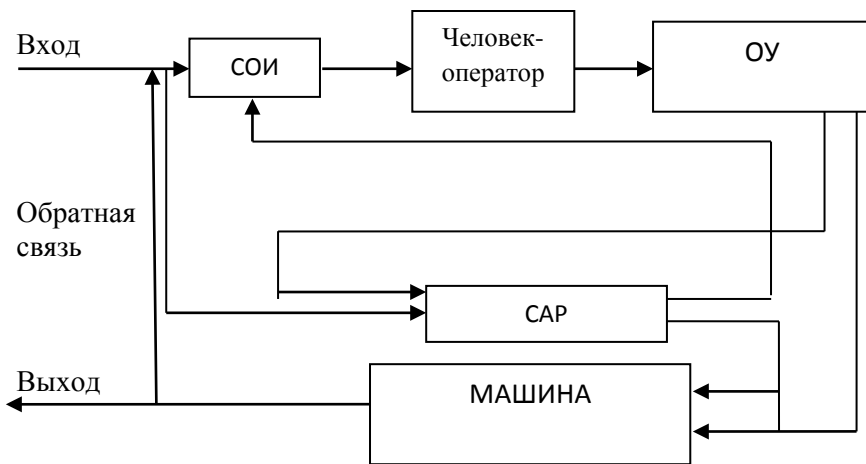 Вход
СОИ
Человек-
оператор
ОУ
Обратная
связь
САР
Выход
МАШИНА